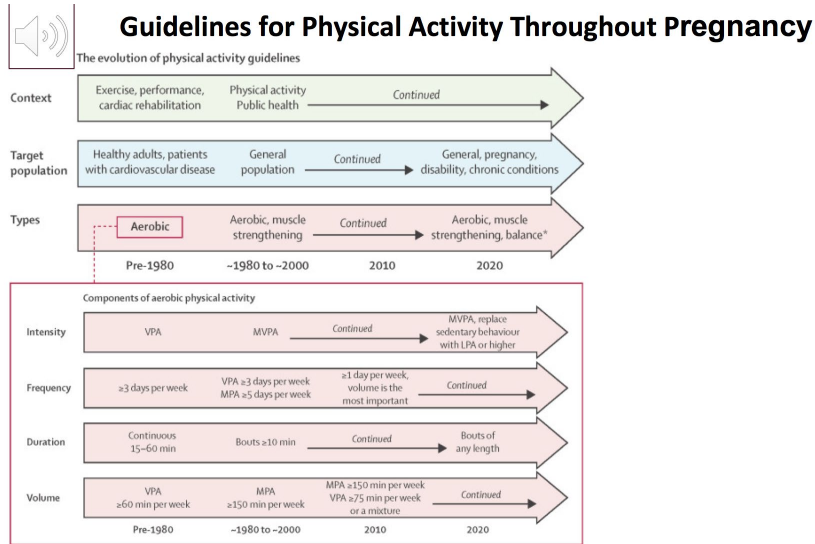 Guidelines for Physical Activity Throughout Pregnancy
The evolution of physical activity guidelines
Context
Exercise, performance,
cardiac rehabilitation
Physical activity
Public health
Continued
Target
population
Healthy adults, patients
with cardiovascular disease
General
population
Continued
General, pregnancy,
disability, chronic conditions
Types
Aerobic
Aerobic, muscle
strengthening
Continued
Aerobic, muscle
strengthening, balance*
Pre-1980
~1980 to ~2000
2010
2020
Components of aerobic physical activity
Intensity
VPA
MVPA
Continued
MVPA, replace
sedentary behaviour
with LPA or higher
Frequency
≥3 days per week
VPA ≥3 days per week
MPA ≥5 days per week
≥1 day per week,
volume is the
most important
Continued
Duration
Continuous
15–60 min
Bouts ≥10 min
Continued
Bouts of
any length
Volume
VPA
≥60 min per week
MPA
≥150 min per week
MPA ≥150 min per week
VPA ≥75 min per week
or a mixture
Continued
Pre-1980
~1980 to ~2000
2010
2020